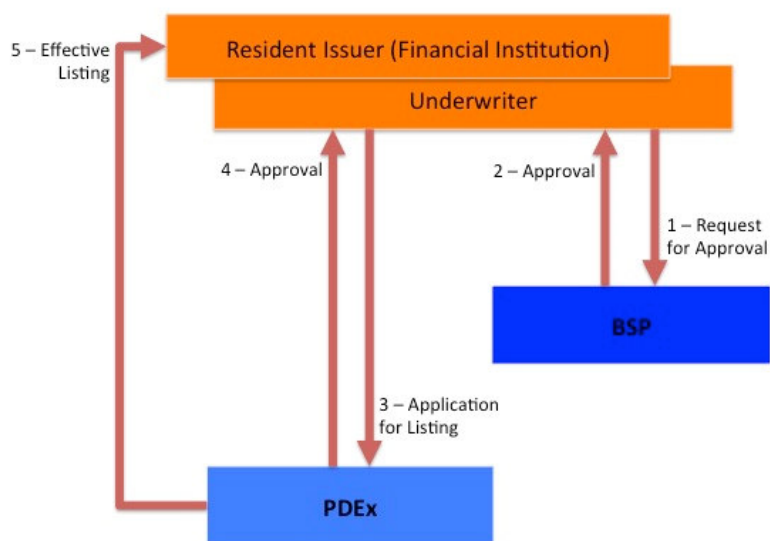 5 – Effective
Listing
Resident Issuer (Financial Institution)
Underwriter
4 – Approval
2 – Approval
1 – Request
for Approval
BSP
3 – Application
for Listing
PDEx